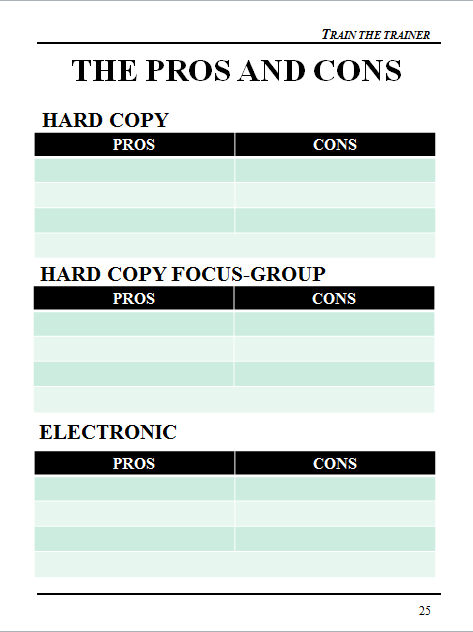 TRAIN THE TRAINER
THE PROS AND CONS
HARD COPY
PROS CONS
HARD COPY FOCUS-GROUP
PROS CONS
ELECTRONIC
PROS CONS
25